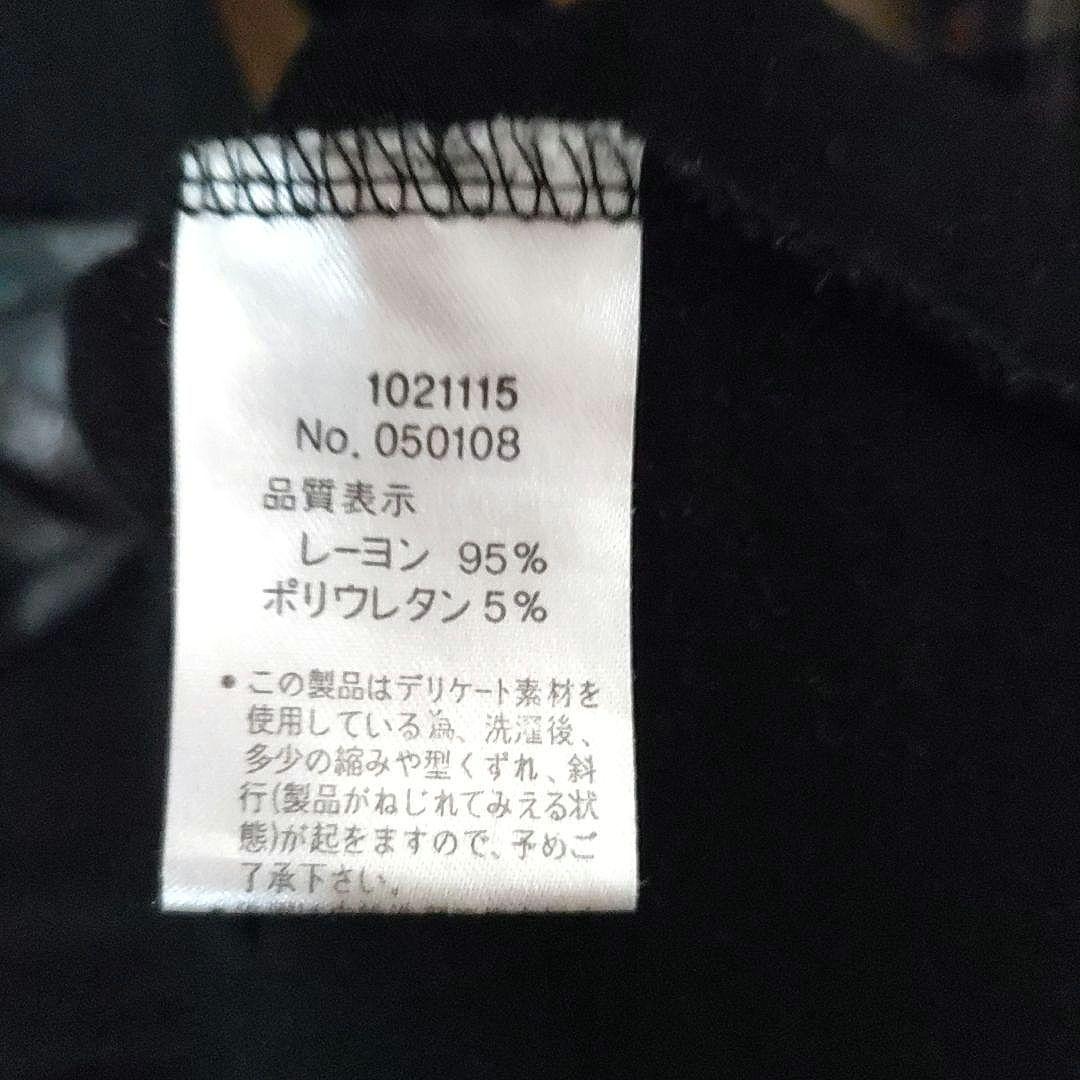 1021115
No. 050108
品質表示
レーヨン 95%
ポリウレタン 5%
• この製品はデリケート素材を
使用している為、洗濯後、
多少の縮みや型くずれ、斜
行(製品がねじれてみえる状
態)が起をますので、予めご
了承下さい。